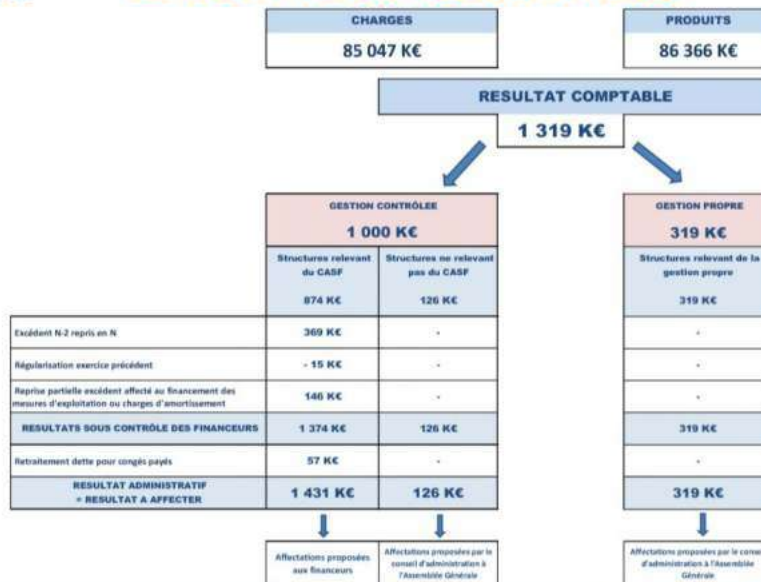 CHARGES
85 047 K€
PRODUITS
86 366 K€
RESULTAT COMPTABLE
1 319 K€
GESTION CONTRÔLEE
1 000 K€
GESTION PROPRE
319 K€
Structures relevant
du CASF
874 K€
Structures ne relevant
pas du CASF
126 K€
Structures relevant de la
gestion propre
319 K€
Excédent N-2 repris en N
369 K€
-
-
Régularisation exercice précédent
- 15 K€
-
-
Reprise partielle excédent affecté au financement des
mesures d'exploitation ou charges d'amortissement
146 K€
-
-
RESULTATS SOUS CONTRÔLE DES FINANCEURS
1 374 K€
126 K€
319 K€
Retraitement dette pour congés payés
57 K€
-
-
RESULTAT ADMINISTRATIF
= RESULTAT A AFFECTER
1 431 K€
126 K€
319 K€
Affectations proposées
aux financeurs
Affectations proposées par le
conseil d'administration à
l'Assemblée Générale
Affectations proposées par le
d'administration à l'Assemblée
Générale